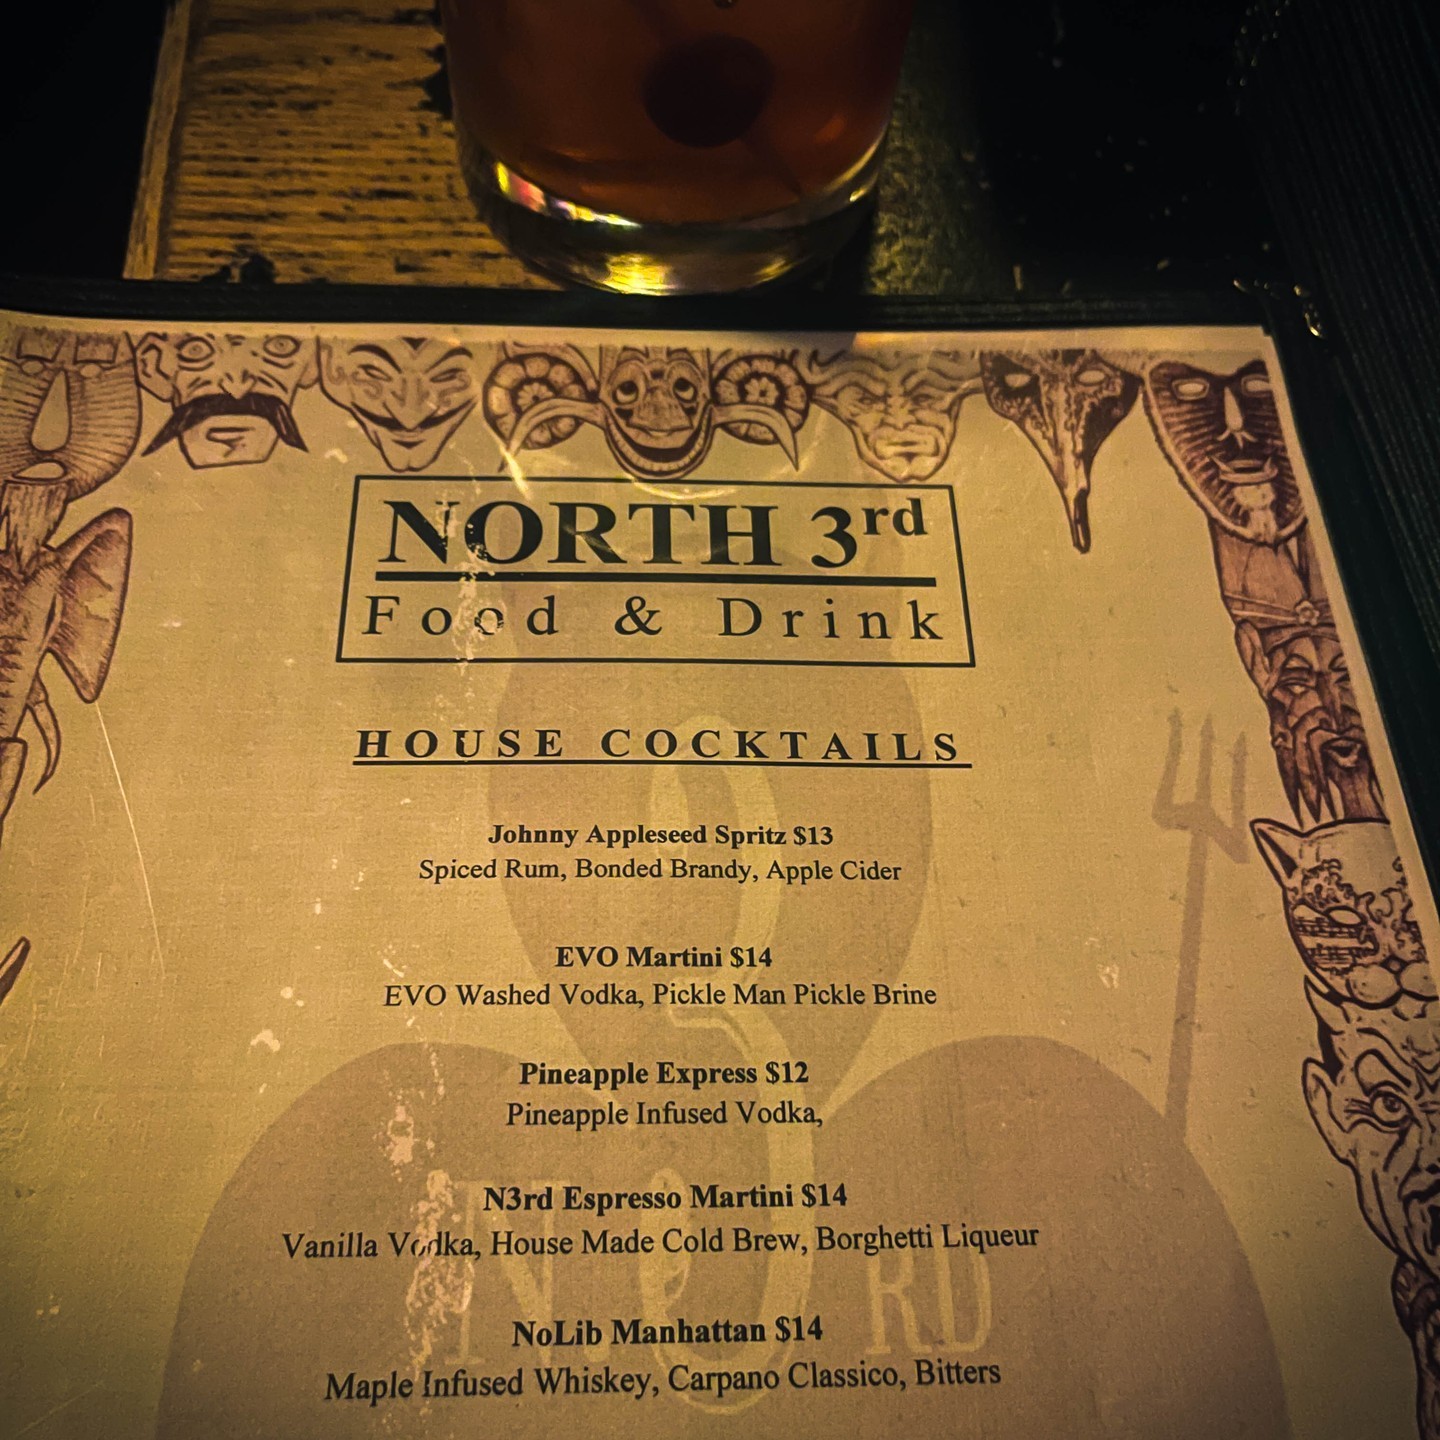 NORTH 3rd
Food & Drink
HOUSE COCKTAILS
Johnny Appleseed Spritz $13
Spiced Rum, Bonded Brandy, Apple Cider
EVO Martini $14
EVO Washed Vodka, Pickle Man Pickle Brine
Pineapple Express $12
Pineapple Infused Vodka,
N3rd Espresso Martini $14
Vanilla Vodka, House Made Cold Brew, Borghetti Liqueur
N RD
NoLib Manhattan $14
Maple Infused Whiskey, Carpano Classico, Bitters